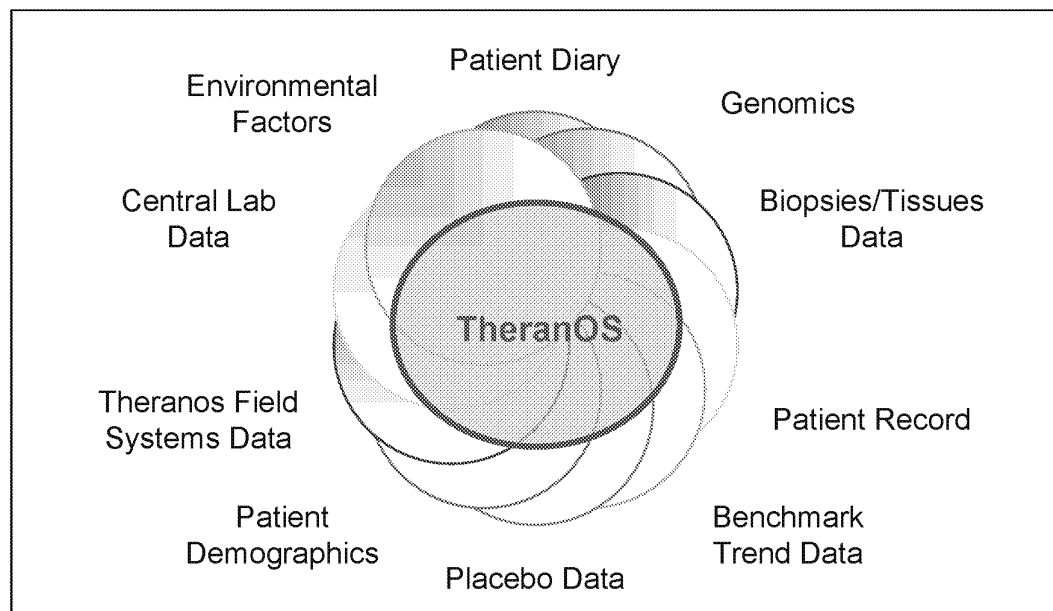 Patient Diary
Environmental
Factors
Genomics
Central Lab
Data
Biopsies/Tissues
Data
TheranOS
Theranos Field
Systems Data
Patient Record
Patient
Demographics
Benchmark
Trend Data
Placebo Data